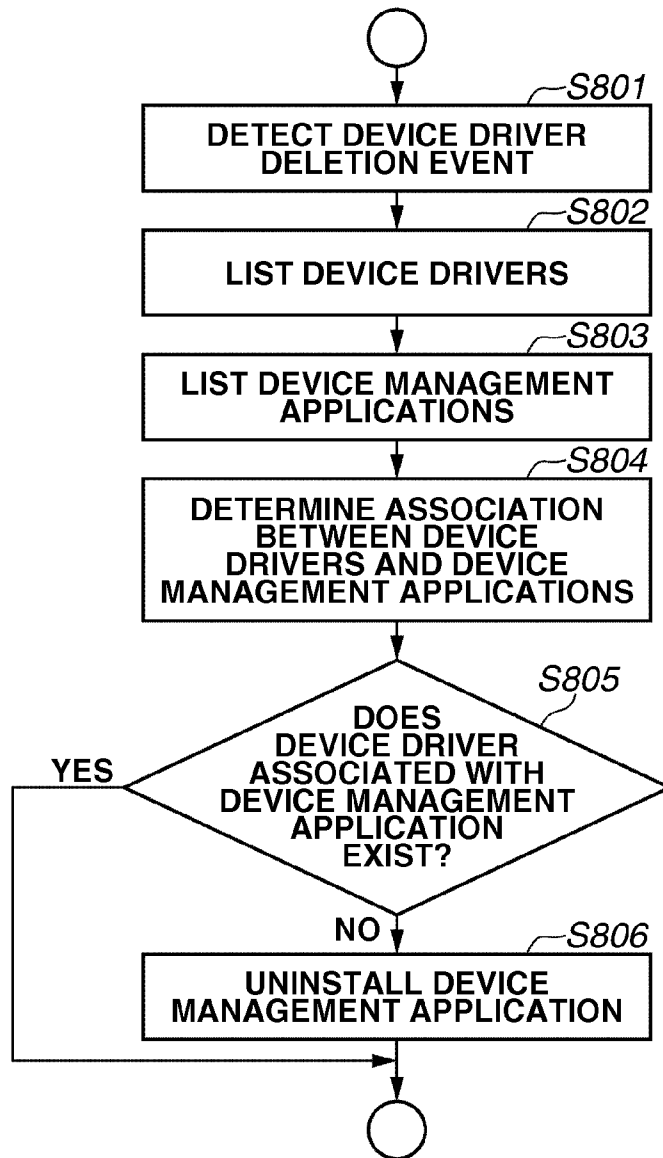 S801
DETECT DEVICE DRIVER
DELETION EVENT
S802
LIST DEVICE DRIVERS
S803
LIST DEVICE MANAGEMENT
APPLICATIONS
S804
DETERMINE ASSOCIATION
BETWEEN DEVICE
DRIVERS AND DEVICE
MANAGEMENT APPLICATIONS
S805
DOES
DEVICE DRIVER
ASSOCIATED WITH
DEVICE MANAGEMENT
APPLICATION
EXIST?
YES
NO
S806
UNINSTALL DEVICE
MANAGEMENT APPLICATION